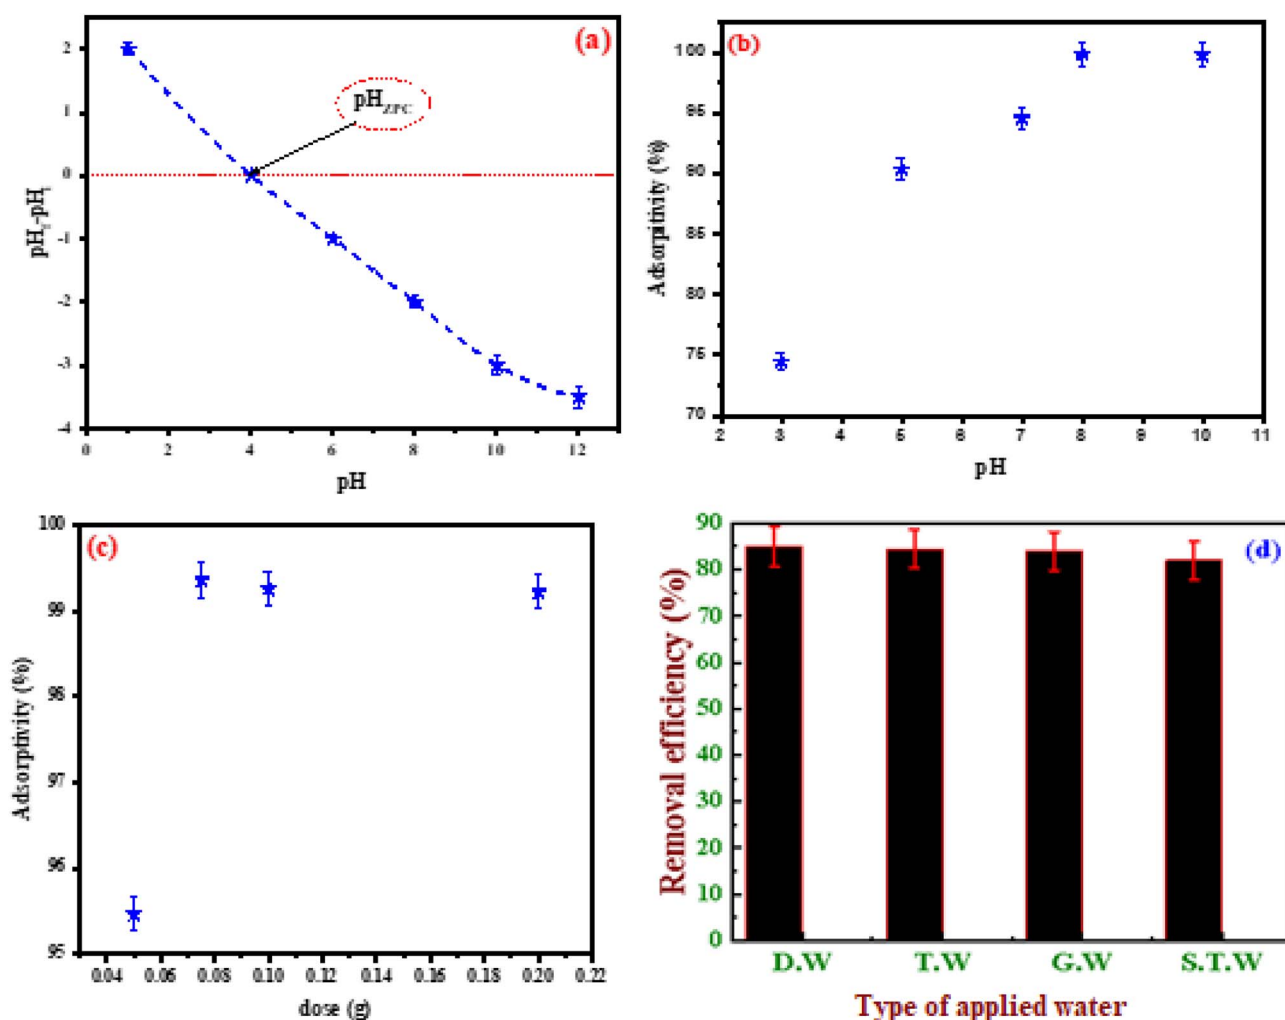 (a)
pH_ZPC
2
1
0
-1
-2
-3
-4
pH_f-pH_i
0 2 4 6 8 10 12
pH
(b)
100
95
90
85
80
75
70
Adsorpitivity (%)
2 3 4 5 6 7 8 9 10 11
pH
(c)
100
99
98
97
96
95
Adsorptivity (%)
0.04 0.06 0.08 0.10 0.12 0.14 0.16 0.18 0.20 0.22
dose (g)
(d)
90
80
70
60
50
40
30
20
10
0
Removal efficiency (%)
D.W T.W G.W S.T.W
Type of applied water